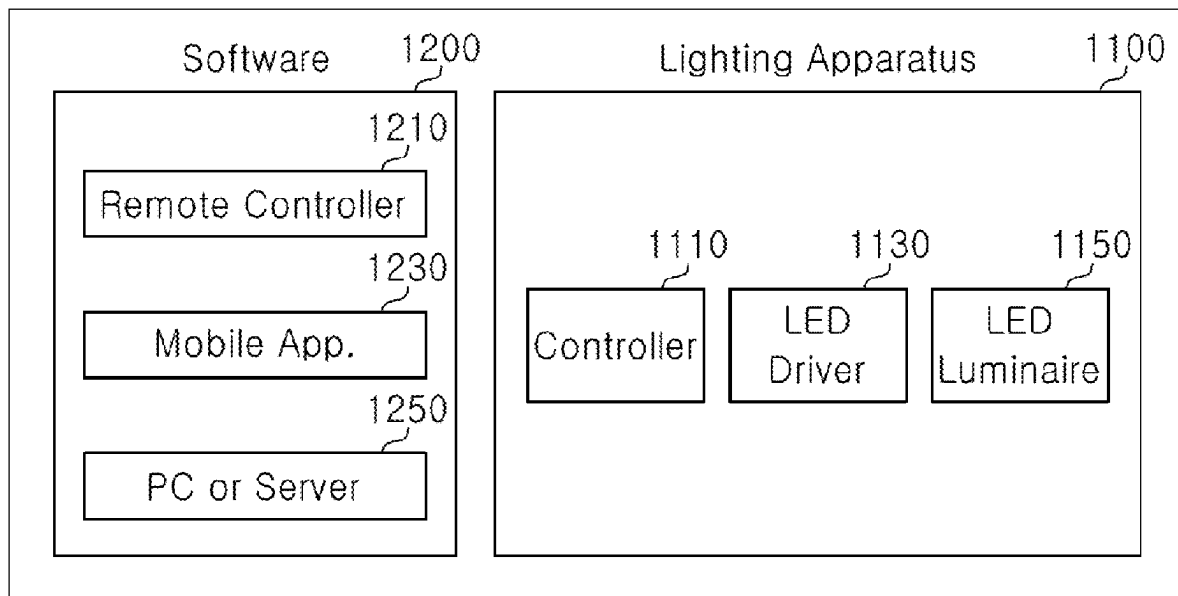 Software
1200
1210
Remote Controller
1230
Mobile App.
1250
PC or Server
Lighting Apparatus
1100
1110
Controller
1130
LED
Driver
1150
LED
Luminaire